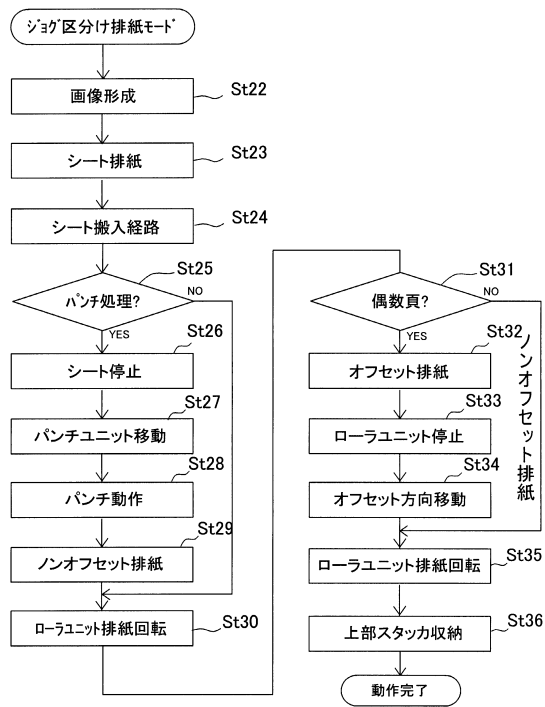 ｼﾞｮｸﾞ区分け排紙ﾓｰﾄﾞ
画像形成
St22
シート排紙
St23
シート搬入経路
St24
St25
ﾊﾟﾝﾁ処理?
NO
YES
St26
シート停止
St27
パンチユニット移動
St28
パンチ動作
St29
ノンオフセット排紙
ﾛｰﾗﾕﾆｯﾄ排紙回転
St30
St31
偶数頁?
NO
YES
St32
オフセット排紙
ノンオフセット排紙
St33
ローラユニット停止
St34
オフセット方向移動
ローラユニット排紙回転
St35
上部スタッカ収納
St36
動作完了